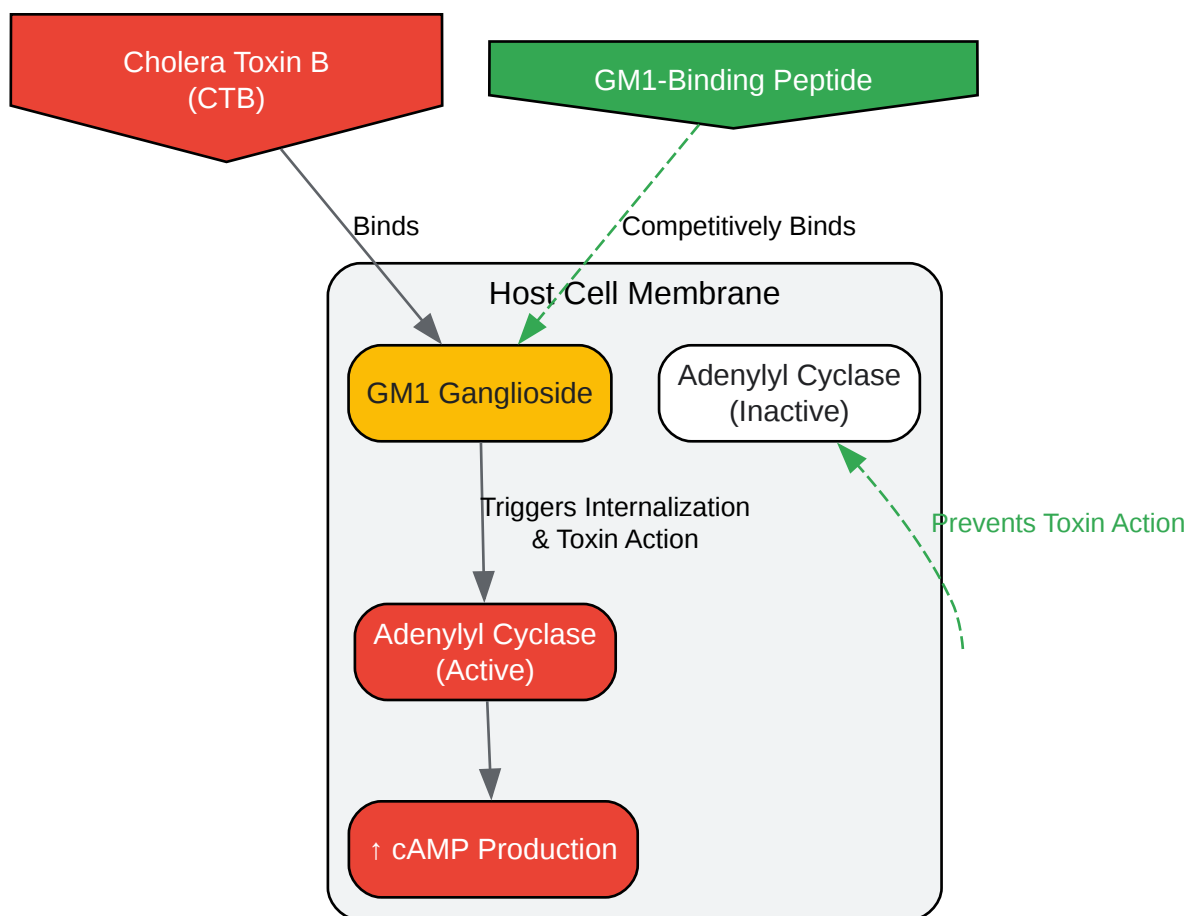 Cholera Toxin B
(CTB)
GM1-Binding Peptide
Binds
Competitively Binds
Host Cell Membrane
GM1 Ganglioside
Adenylyl Cyclase
(Inactive)
Triggers Internalization
& Toxin Action
Prevents Toxin Action
Adenylyl Cyclase
(Active)
↑ cAMP Production